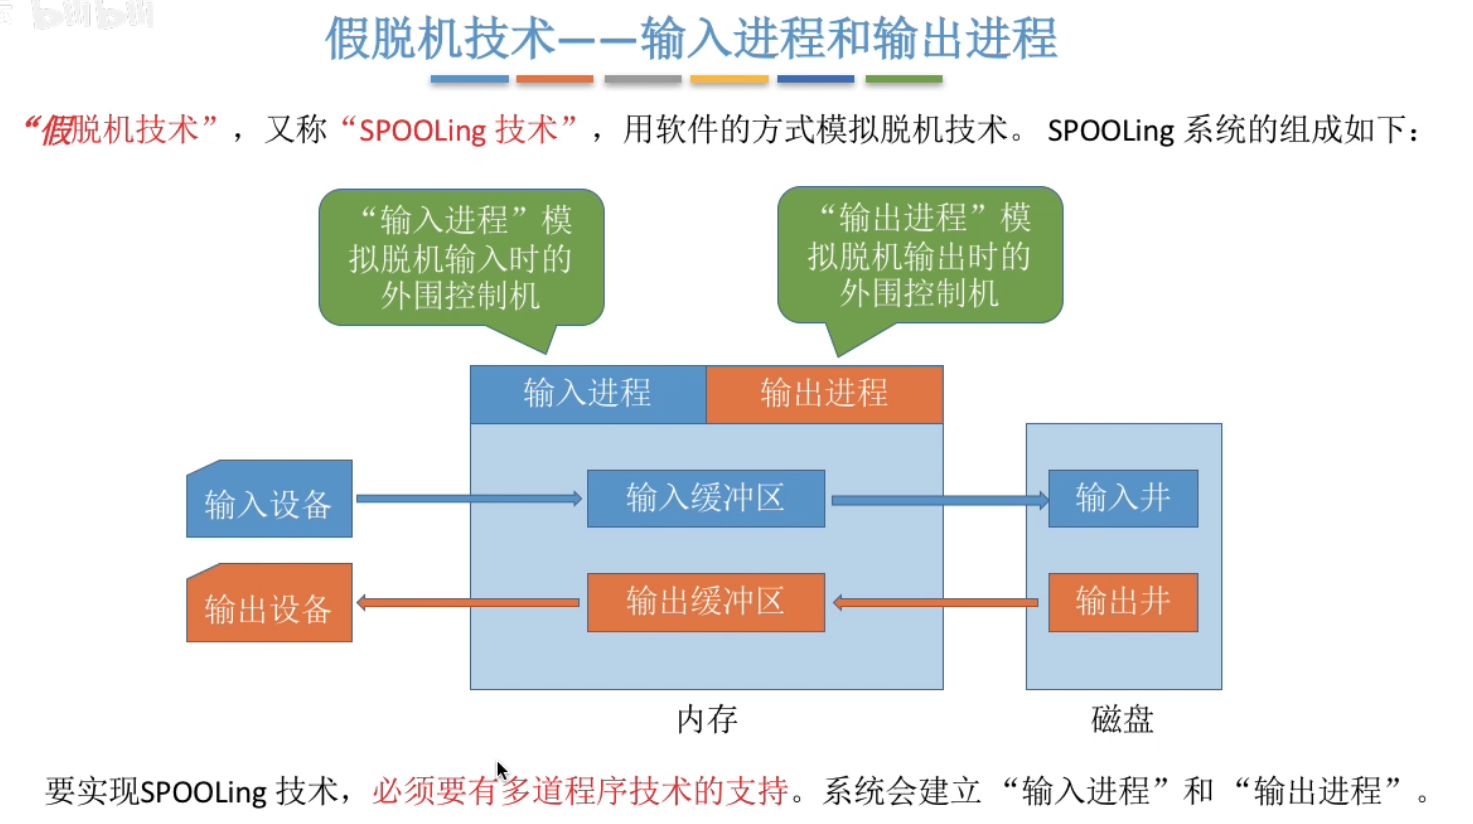 bilibili
假脱机技术——输入进程和输出进程
“假脱机技术”，又称“SPOOLing 技术”，用软件的方式模拟脱机技术。 SPOOLing 系统的组成如下：
“输入进程”模
拟脱机输入时的
外围控制机
“输出进程”模
拟脱机输出时的
外围控制机
输入进程
输出进程
输入设备
输入缓冲区
输入井
输出设备
输出缓冲区
输出井
内存
磁盘
要实现SPOOLing 技术，必须要有多道程序技术的支持。系统会建立 “输入进程”和 “输出进程”。